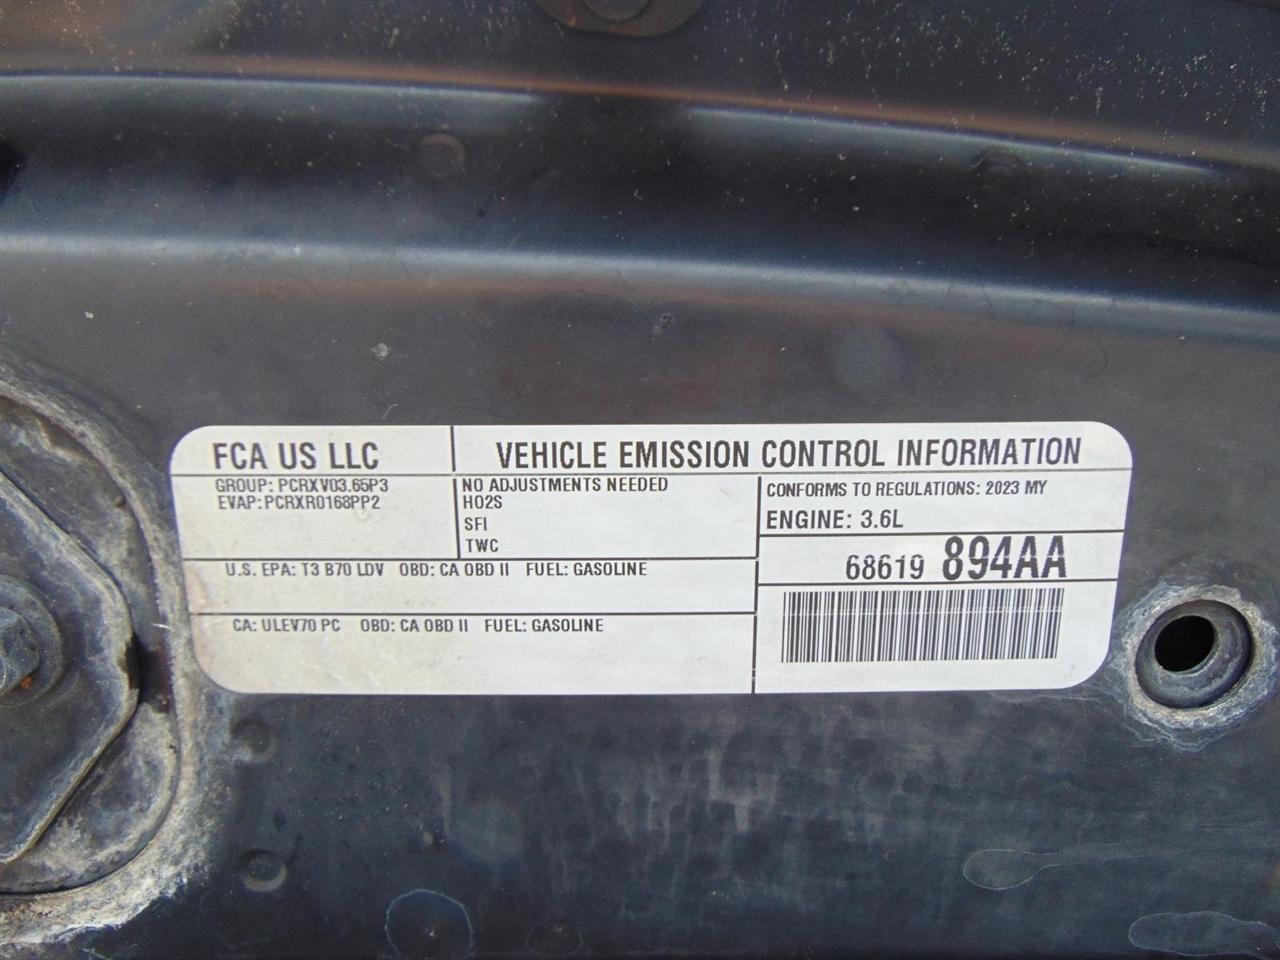 FCA US LLC
VEHICLE EMISSION CONTROL INFORMATION
GROUP: PCRXV03.65P3
EVAP: PCRXR0168PP2
NO ADJUSTMENTS NEEDED
HO2S
SFI
TWC
CONFORMS TO REGULATIONS: 2023 MY
ENGINE: 3.6L
68619 894AA
U.S. EPA: T3 B70 LDV OBD: CA OBD II FUEL: GASOLINE
CA: ULEV70 PC OBD: CA OBD II FUEL: GASOLINE